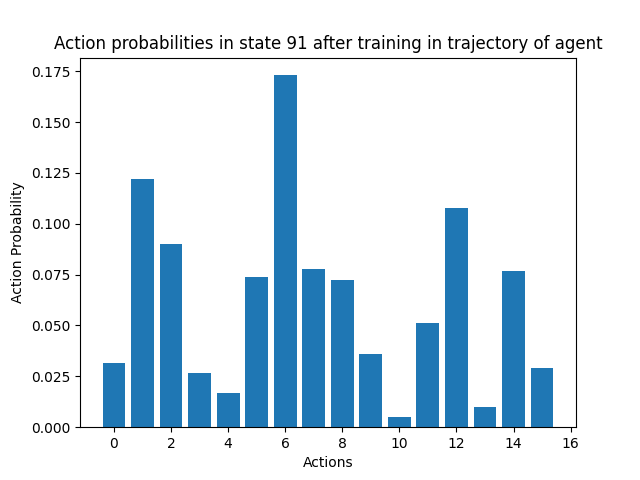 Action probabilities in state 91 after training in trajectory of agent
0.175
0.150
0.125
0.100
0.075
0.050
0.025
0.000
Action Probability
0 2 4 6 8 10 12 14 16
Actions